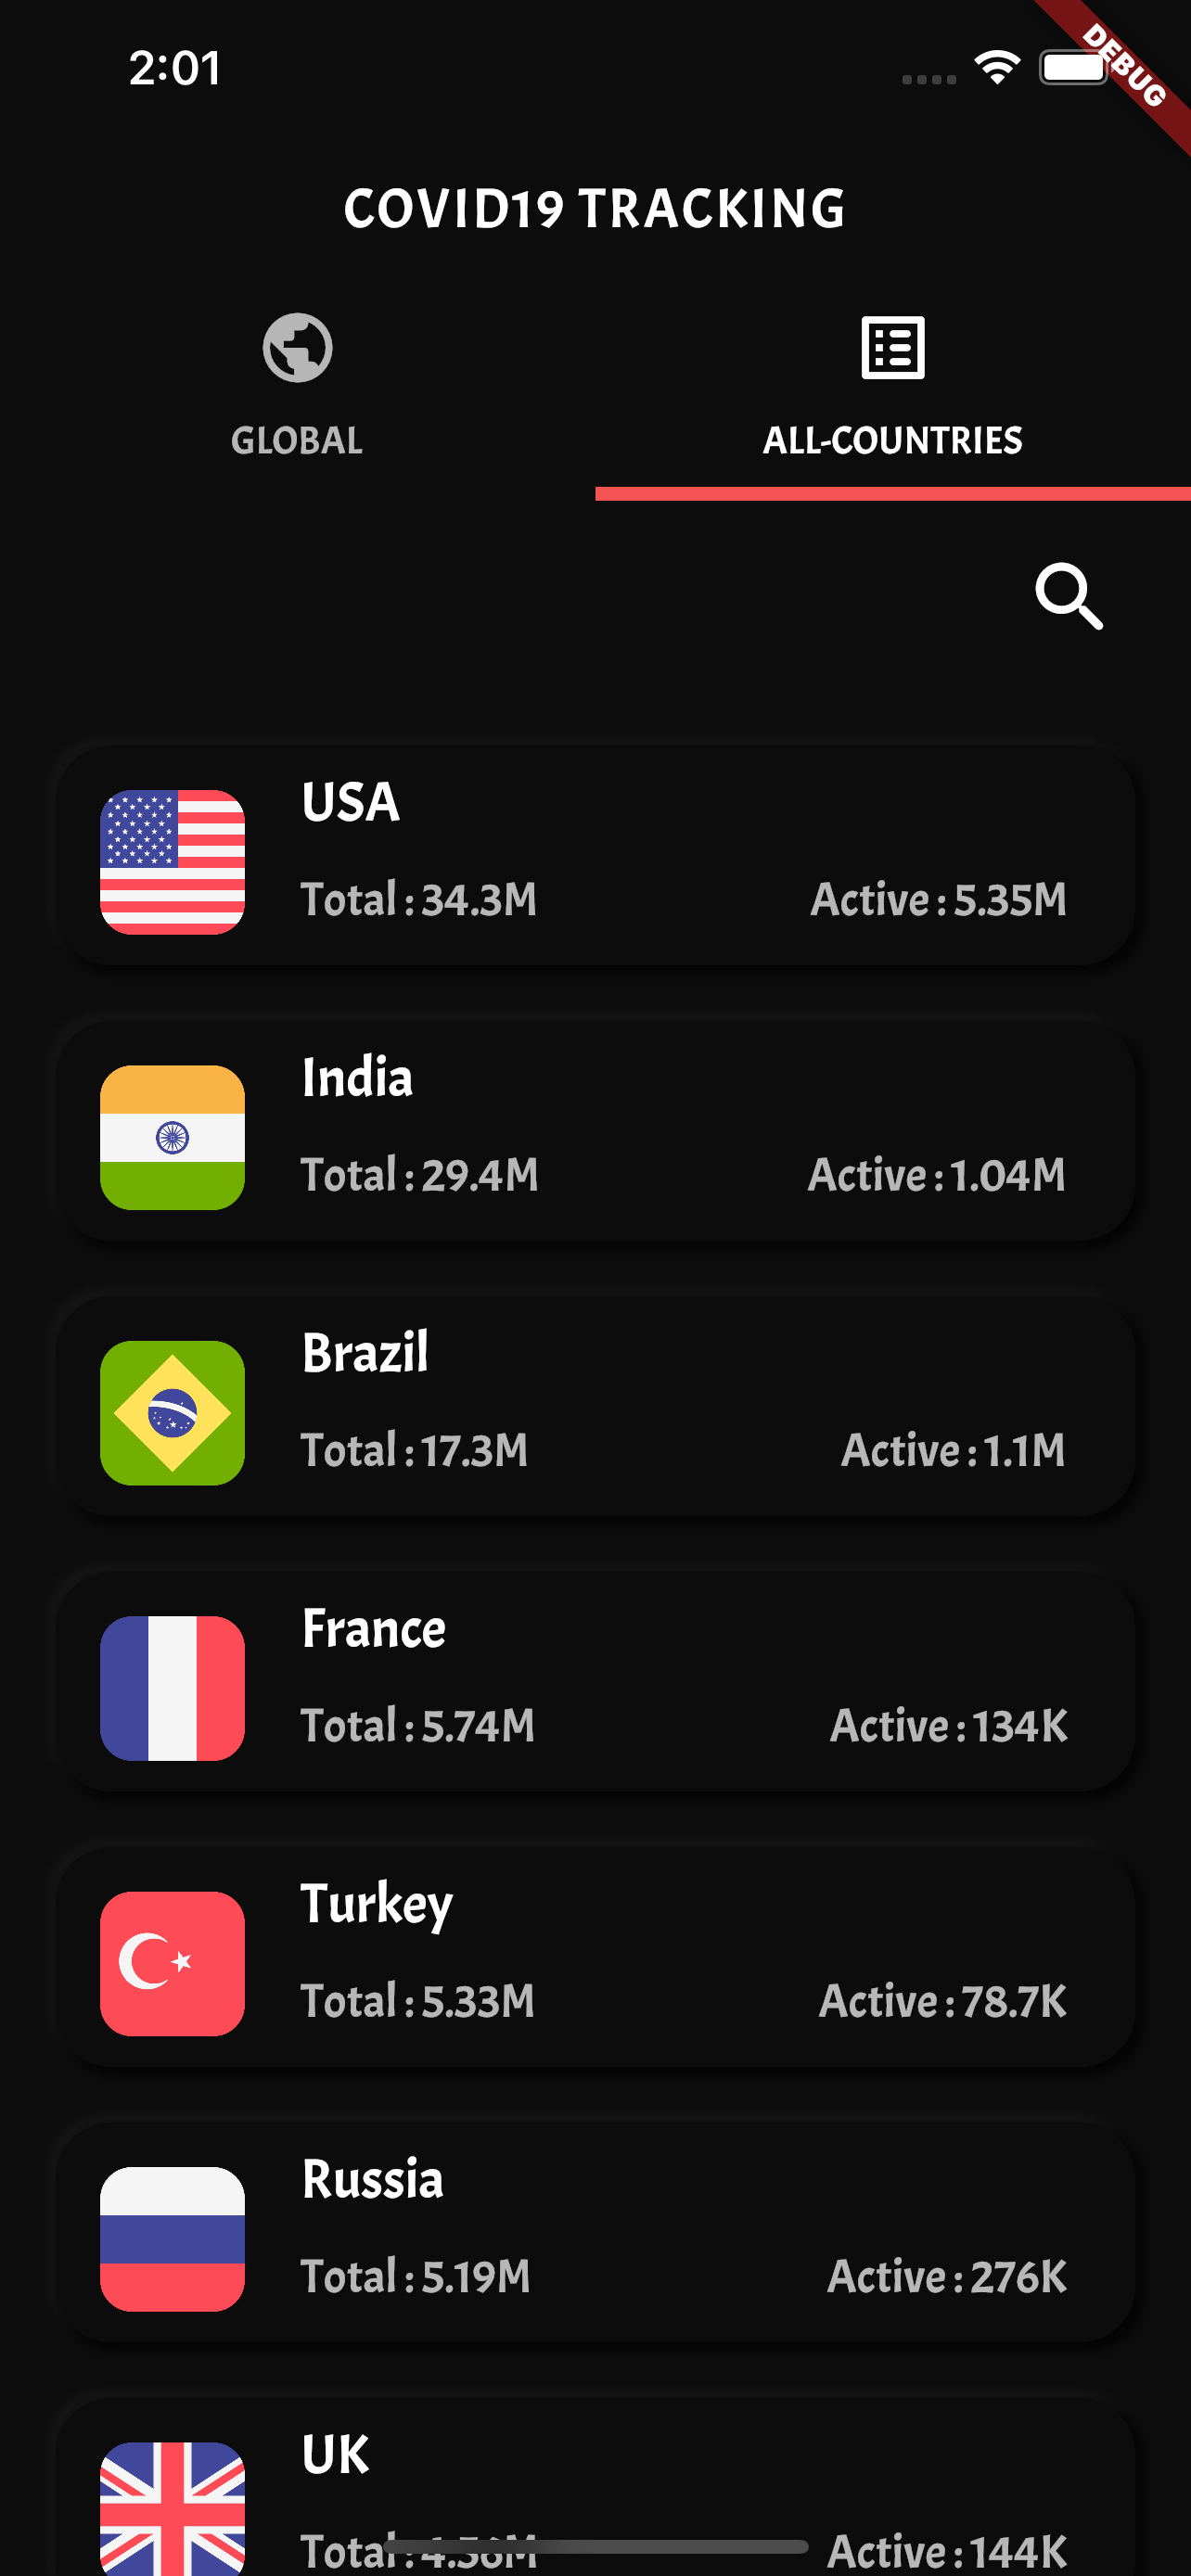 2:01
DEBUG
COVID19 TRACKING
GLOBAL
ALL-COUNTRIES
USA
Total : 34.3M Active : 5.35M
India
Total : 29.4M Active : 1.04M
Brazil
Total : 17.3M Active : 1.1M
France
Total : 5.74M Active : 134K
Turkey
Total : 5.33M Active : 78.7K
Russia
Total : 5.19M Active : 276K
UK
Total : Active : 144K